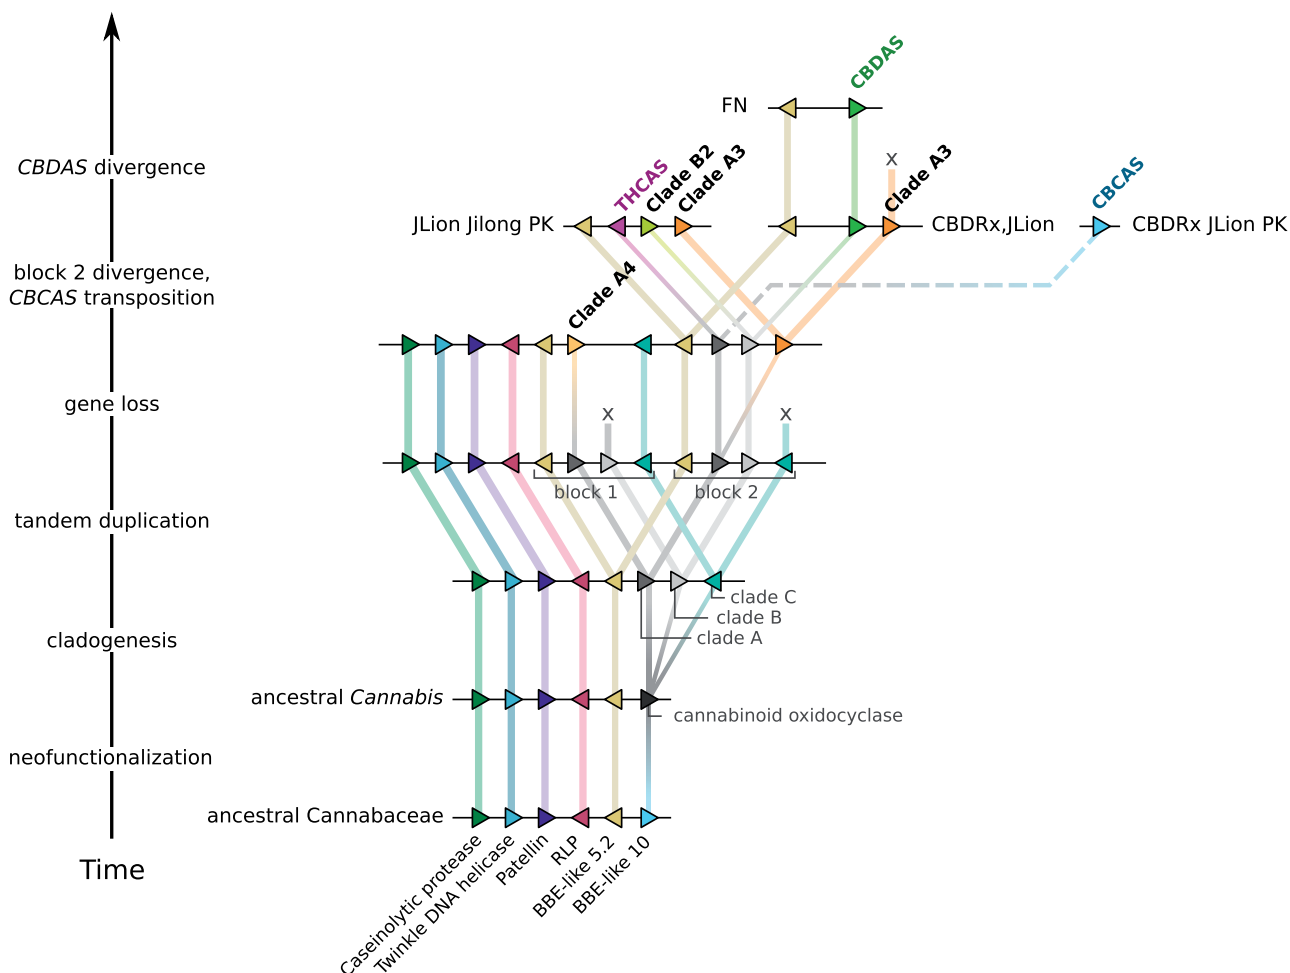 CBDAS
FN
CBDAS divergence
x
THCAS
Clade B2
Clade A3
Clade A3
CBCAS
JLion Jilong PK
CBDRx,JLion
CBDRx JLion PK
block 2 divergence,
CBCAS transposition
Clade A4
gene loss
x
x
block 1
block 2
tandem duplication
clade C
clade B
clade A
cladogenesis
ancestral Cannabis
cannabinoid oxidocyclase
neofunctionalization
ancestral Cannabaceae
Time
Caseinolytic protease
Twinkle DNA helicase
Patellin
RLP
BBE-like 5.2
BBE-like 10